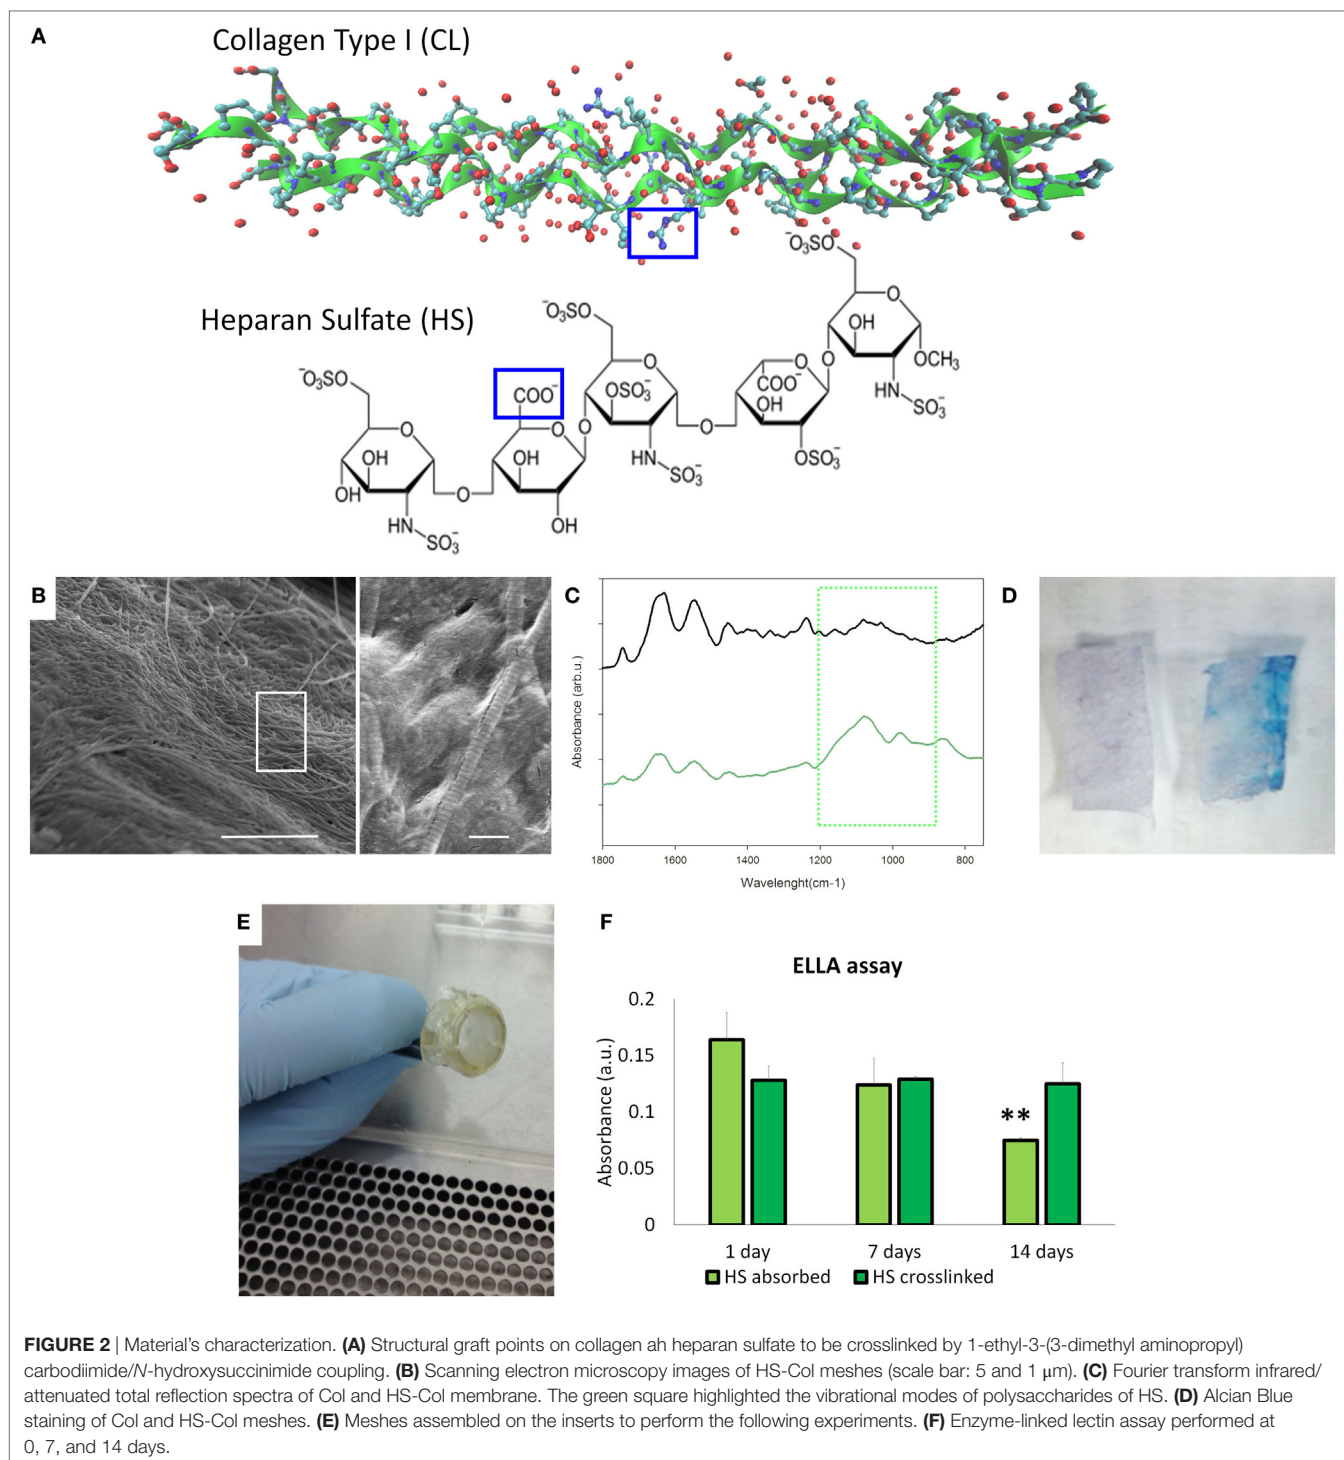 A
Collagen Type I (CL)
Heparan Sulfate (HS)
⁻O₃SO
⁻O₃SO
⁻O₃SO
COO⁻
O
OH
OCH₃
HN
SO₃⁻
O
OSO₃⁻
O
COO⁻
OH
O
O
OSO₃⁻
HN
SO₃⁻
O
OH
OH
HN
SO₃⁻
O
O
OH
OH
O
B
C
Absorbance (arb.u.)
1800 1600 1400 1200 1000 800
Wavelenght(cm-1)
D
E
F
ELLA assay
Absorbance (a.u.)
0.2
0.15
0.1
0.05
0
**
1 day 7 days 14 days
HS absorbed HS crosslinked
FIGURE 2 | Material's characterization. (A) Structural graft points on collagen ah heparan sulfate to be crosslinked by 1-ethyl-3-(3-dimethyl aminopropyl)
carbodiimide/N-hydroxysuccinimide coupling. (B) Scanning electron microscopy images of HS-Col meshes (scale bar: 5 and 1 μm). (C) Fourier transform infrared/
attenuated total reflection spectra of Col and HS-Col membrane. The green square highlighted the vibrational modes of polysaccharides of HS. (D) Alcian Blue
staining of Col and HS-Col meshes. (E) Meshes assembled on the inserts to perform the following experiments. (F) Enzyme-linked lectin assay performed at
0, 7, and 14 days.